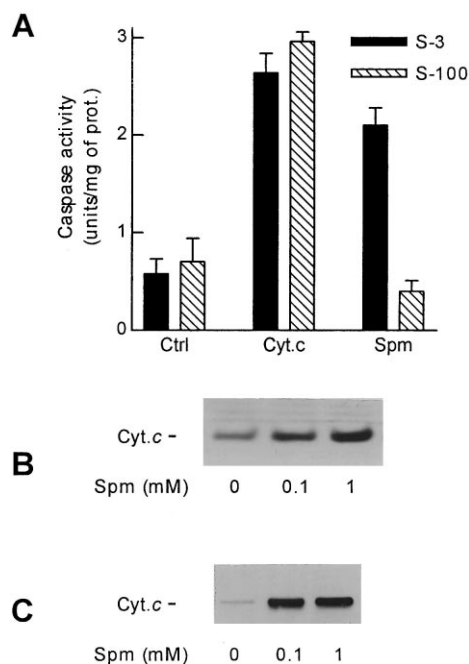 A
Caspase activity
(units/mg of prot.)
3
2
1
0
S-3
S-100
Ctrl
Cyt.c
Spm
B
Cyt.c -
Spm (mM) 0 0.1 1
C
Cyt.c -
Spm (mM) 0 0.1 1